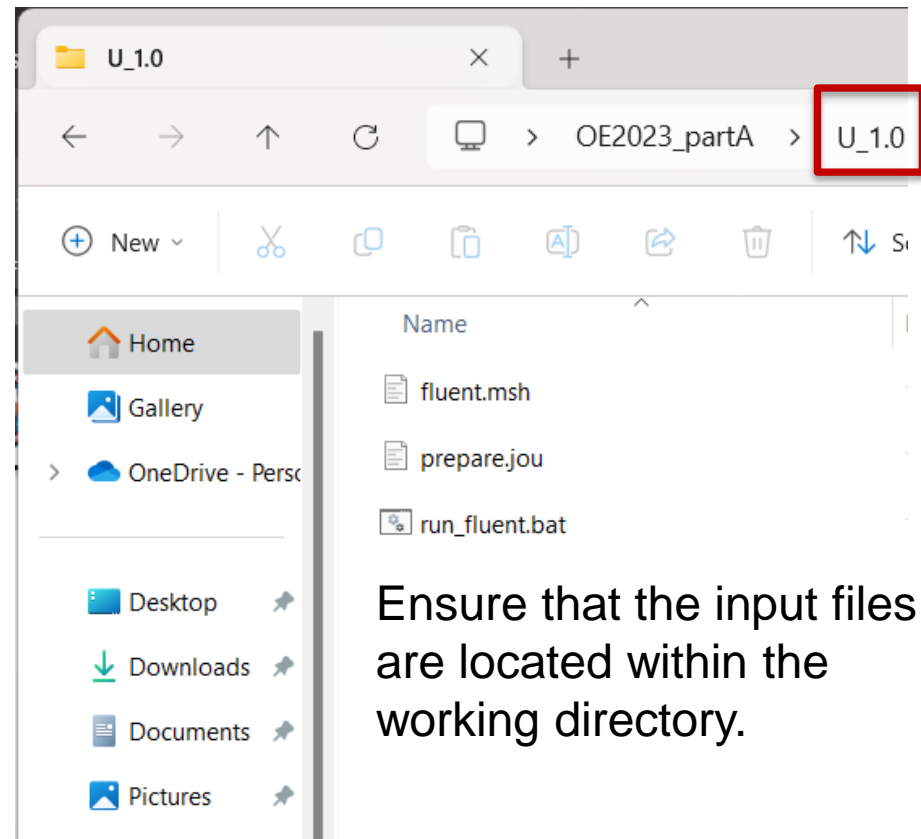 U_1.0
OE2023_partA > U_1.0
New
Name
Home
fluent.msh
Gallery
prepare.jou
OneDrive - Perso
run_fluent.bat
Desktop
Downloads
Documents
Pictures
Ensure that the input files
are located within the
working directory.